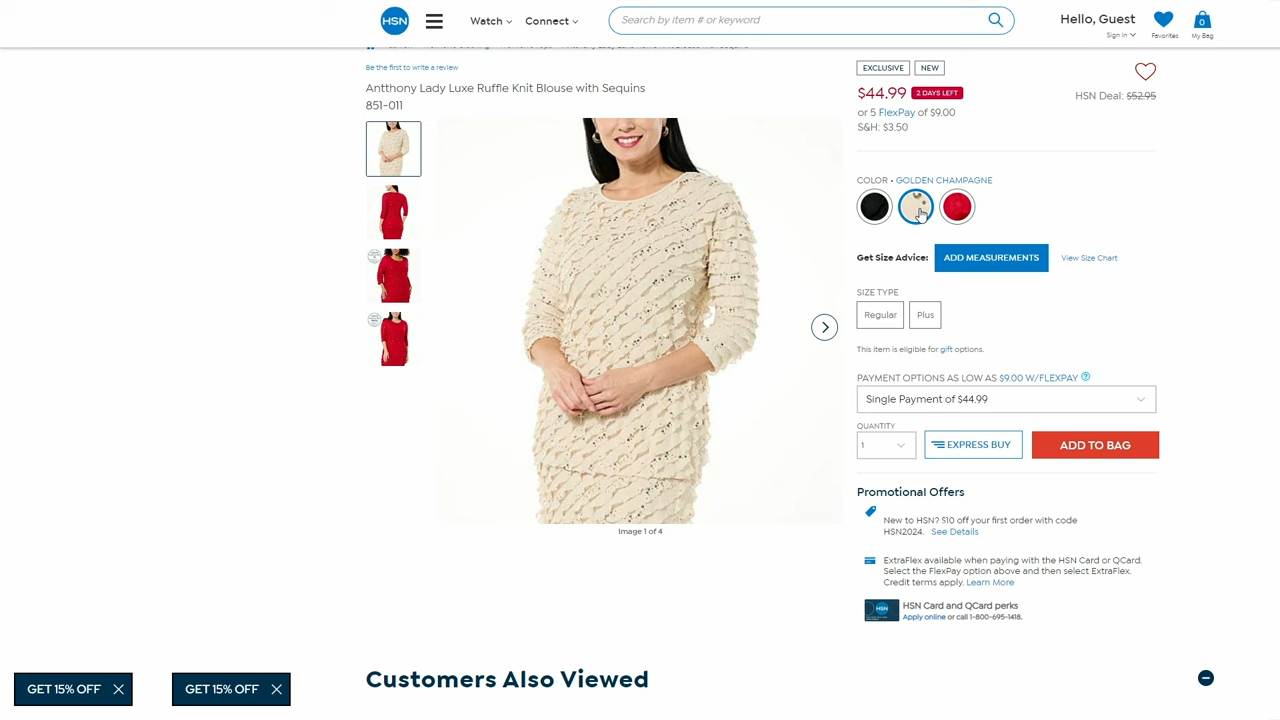 HSN
Watch
Connect
Search by item # or keyword
Hello, Guest
Sign In
Favorites
0
My Bag
Be the first to write a review
Antthony Lady Luxe Ruffle Knit Blouse with Sequins
851-011
Image 1 of 4
EXCLUSIVE
NEW
$44.99 2 DAYS LEFT
HSN Deal: $52.95
or 5 FlexPay of $9.00
S&H: $3.50
COLOR • GOLDEN CHAMPAGNE
Get Size Advice: ADD MEASUREMENTS View Size Chart
SIZE TYPE
Regular Plus
This item is eligible for gift options.
PAYMENT OPTIONS AS LOW AS $9.00 W/FLEXPAY ?
Single Payment of $44.99
QUANTITY
1
EXPRESS BUY
ADD TO BAG
Promotional Offers
New to HSN? $10 off your first order with code
HSN2024. See Details
ExtraFlex available when paying with the HSN Card or QCard.
Select the FlexPay option above and then select ExtraFlex.
Credit terms apply. Learn More
HSN
HSN Card and QCard perks
Apply online or call 1-800-695-1418.
Customers Also Viewed
GET 15% OFF
GET 15% OFF